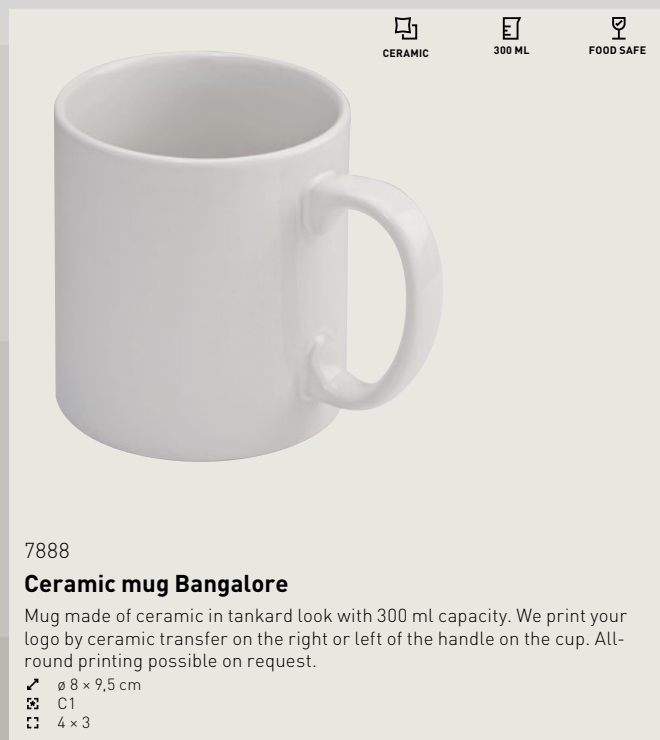 CERAMIC
300 ML
FOOD SAFE
7888
Ceramic mug Bangalore
Mug made of ceramic in tankard look with 300 ml capacity. We print your
logo by ceramic transfer on the right or left of the handle on the cup. All-
round printing possible on request.
ø 8 × 9,5 cm
C1
4 × 3